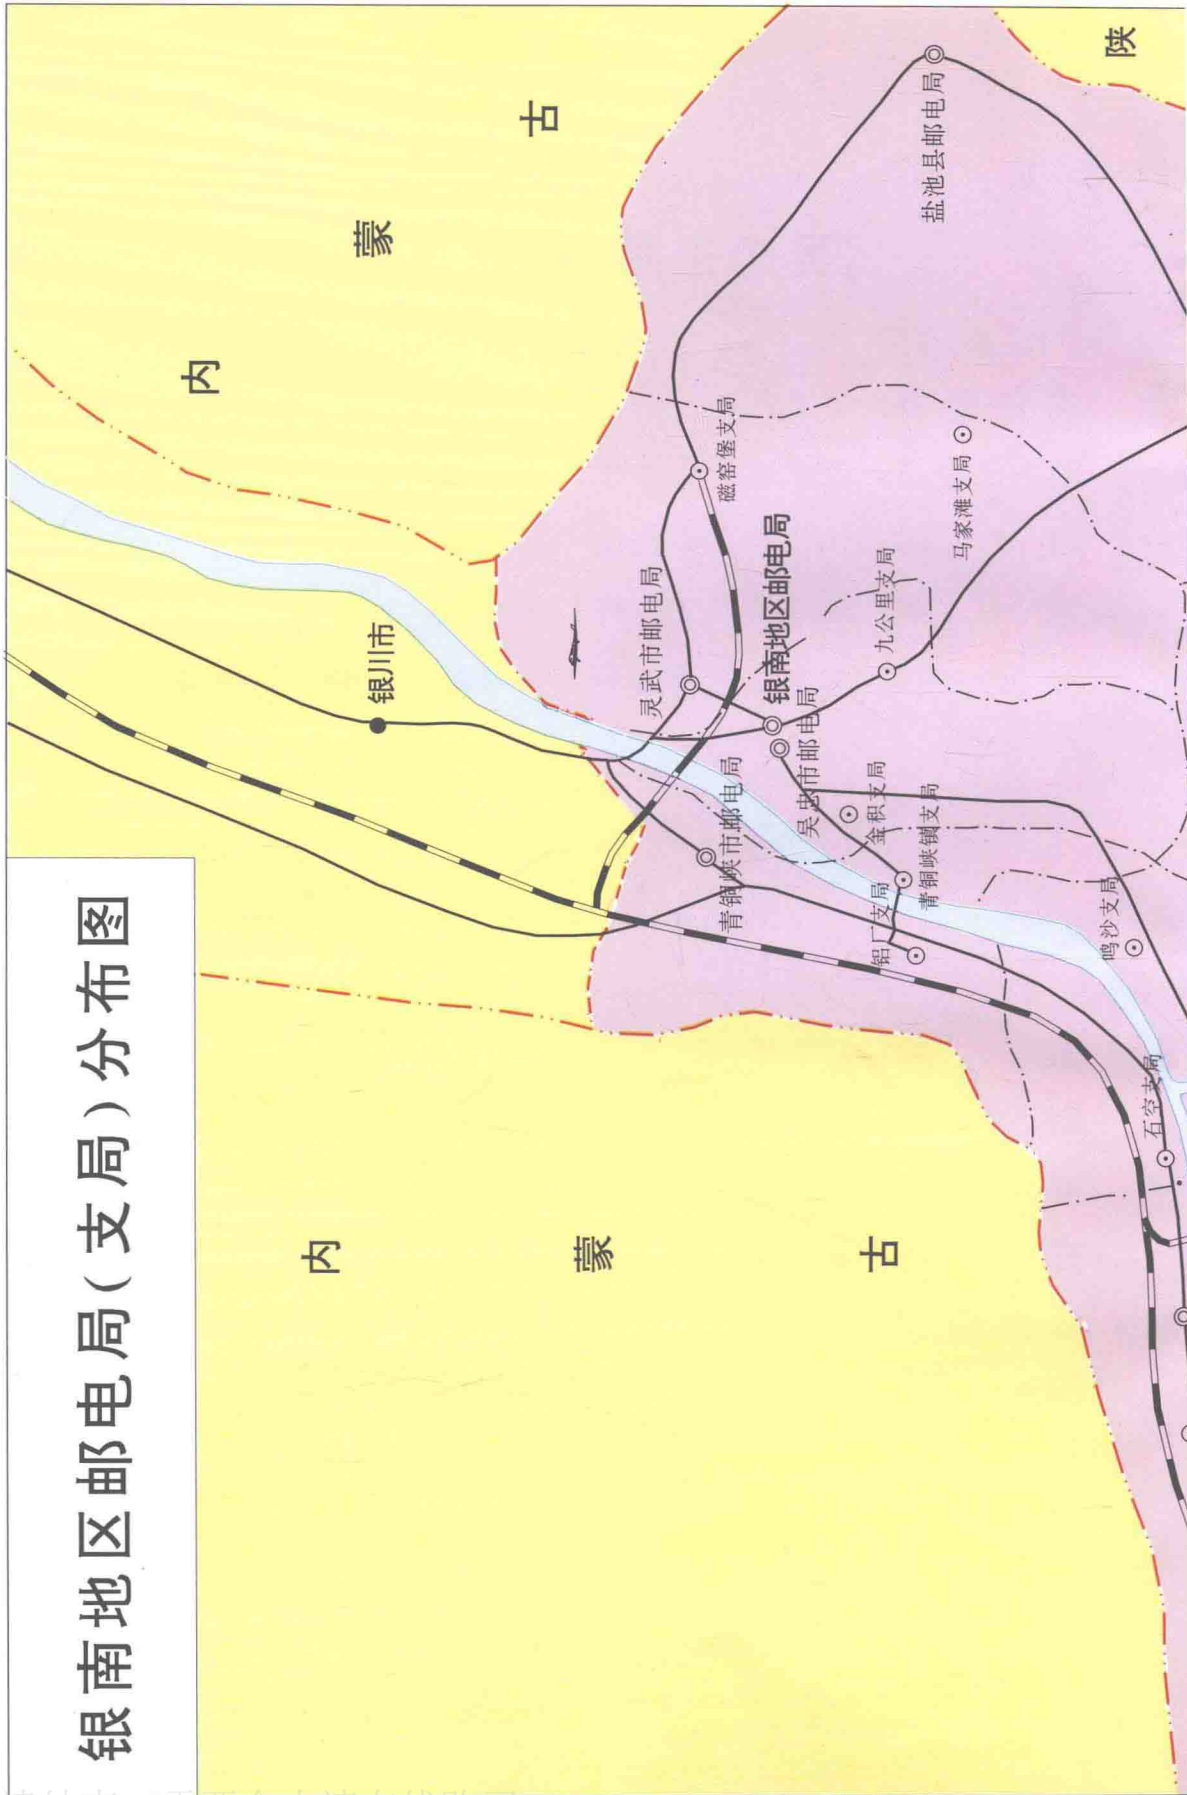 银南地区邮电局(支局)分布图
内
蒙
古
内
蒙
古
陕
银川市
盐池县邮电局
磁窑堡支局
马家滩支局
灵武市邮电局
银南地区邮电局
九公里支局
吴忠市邮电局
青铜峡市邮电局
金积支局
青铜峡镇支局
铝厂支局
鸣沙支局
石空支局